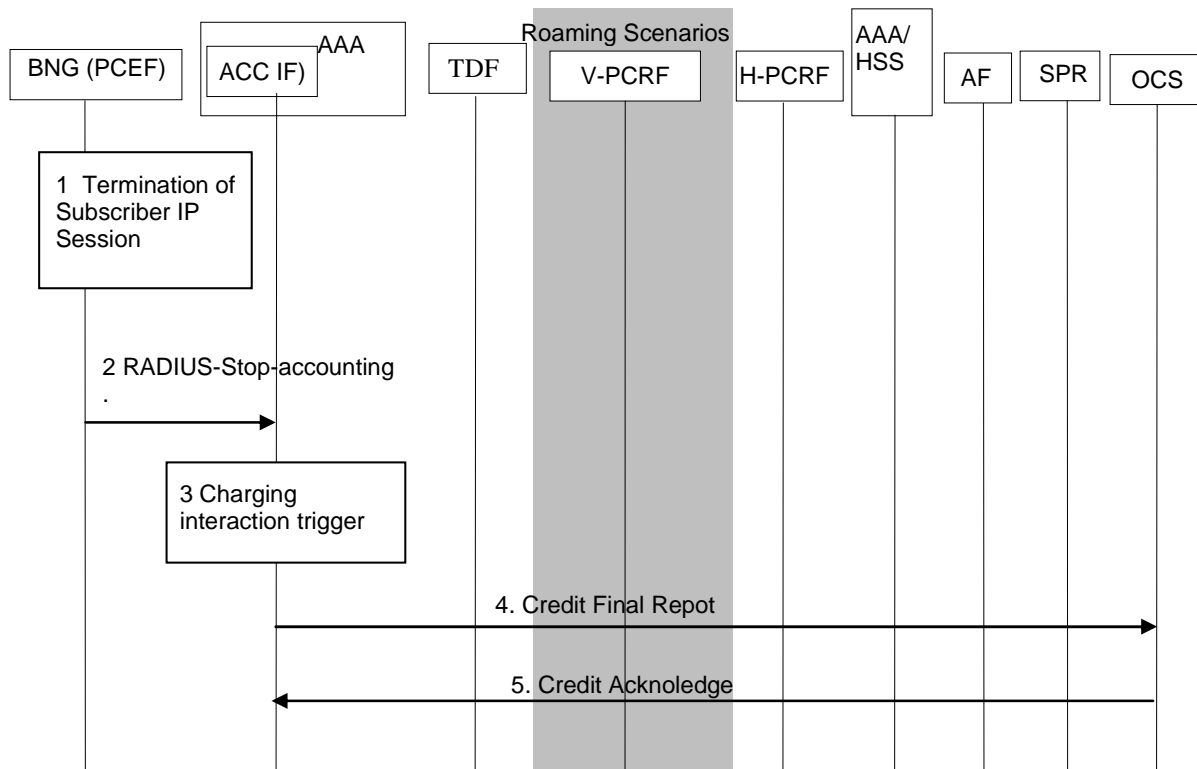 Roaming Scenarios
AAA
AAA/
HSS
BNG (PCEF)
ACC IF)
TDF
V-PCRF
H-PCRF
AF
SPR
OCS
1 Termination of
Subscriber IP
Session
2 RADIUS-Stop-accounting
.
3 Charging
interaction trigger
4. Credit Final Repot
5. Credit Acknoledge